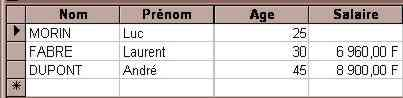 Nom Prénom Age Salaire
MORIN Luc 25
FABRE Laurent 30 6 960,00 F
DUPONT André 45 8 900,00 F